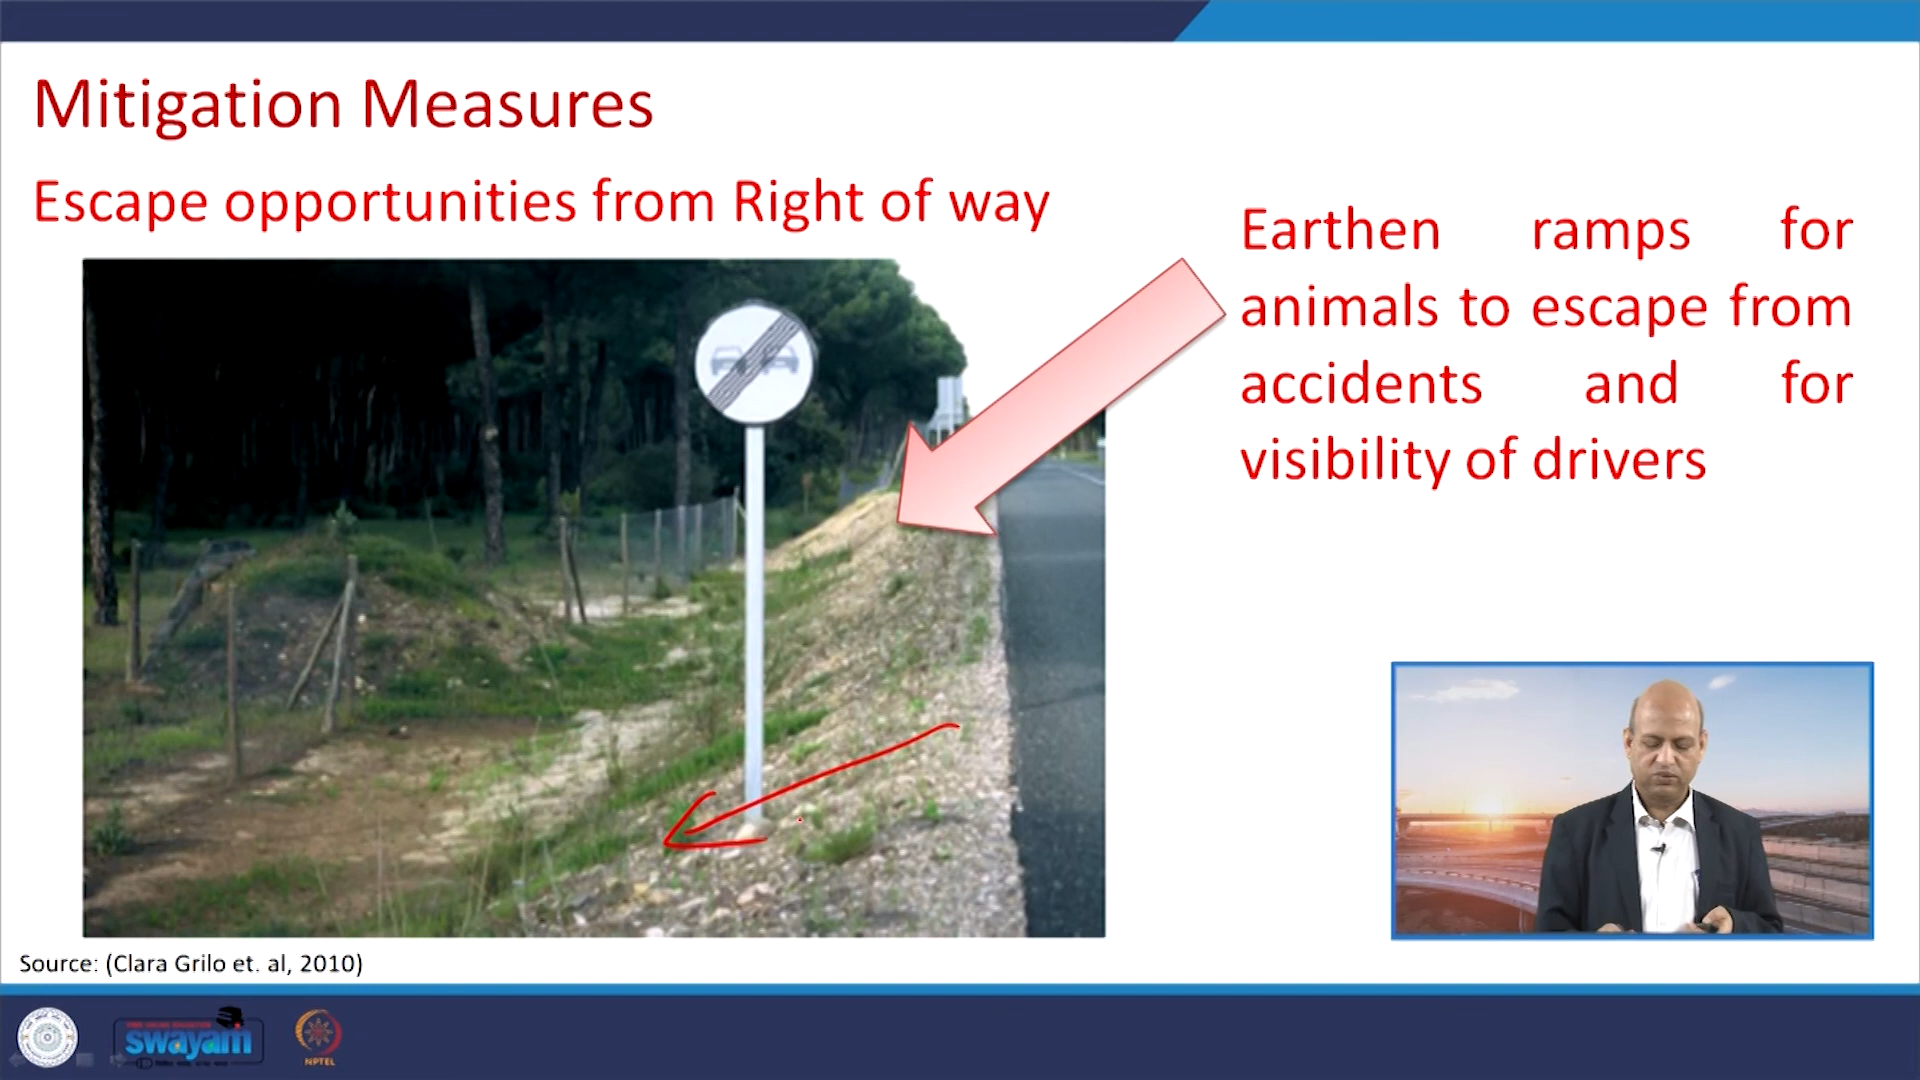 Mitigation Measures
Escape opportunities from Right of way
Earthen ramps for
animals to escape from
accidents and for
visibility of drivers
Source: (Clara Grilo et. al, 2010)
swayam
NPTEL